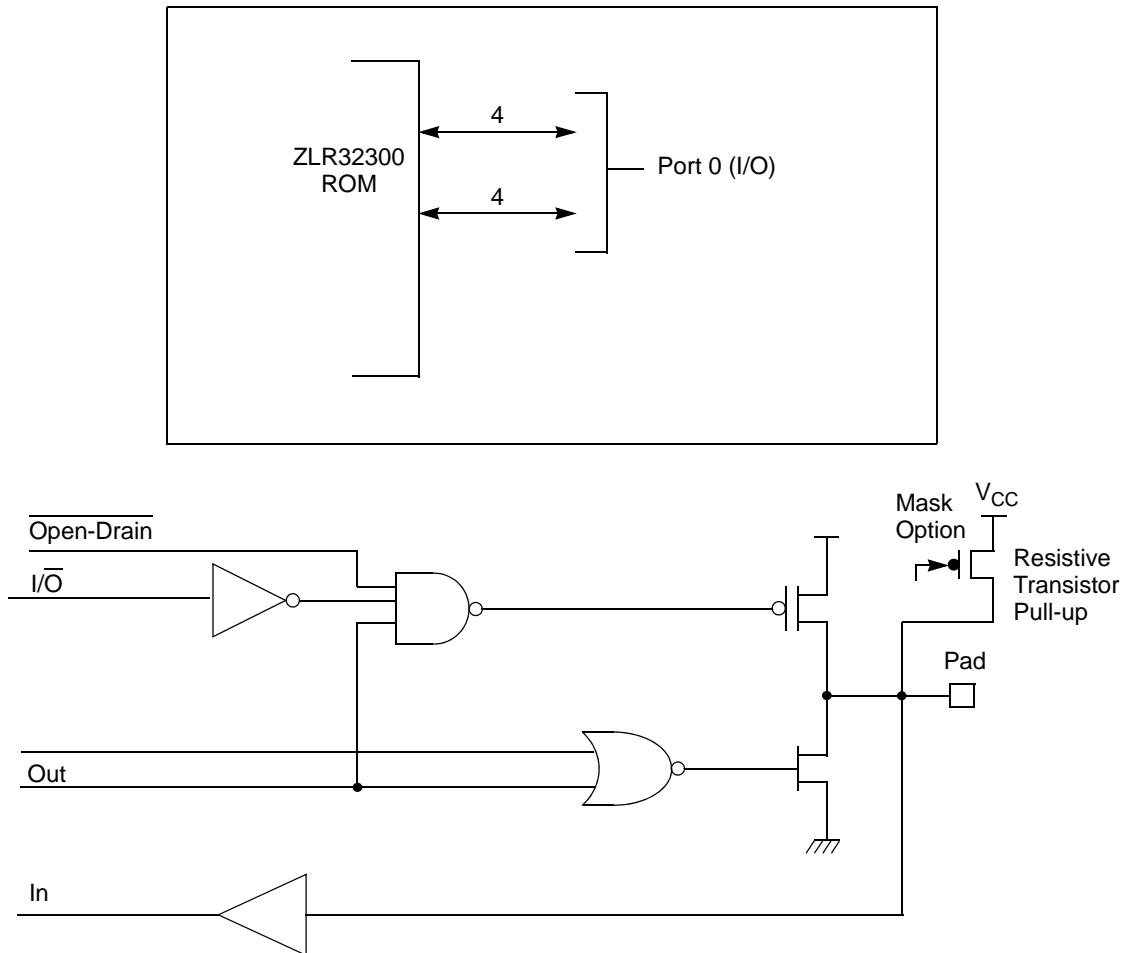 4
ZLR32300
ROM
Port 0 (I/O)
4
Open-Drain
I/O
Mask
Option
VCC
Resistive
Transistor
Pull-up
Pad
Out
In